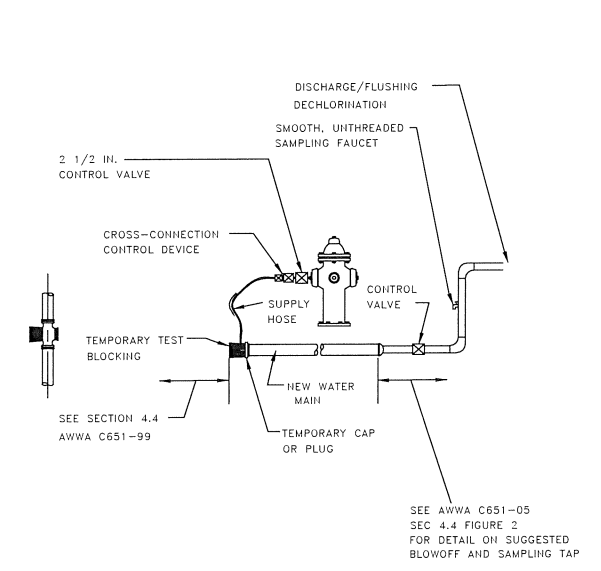 DISCHARGE/FLUSHING
DECHLORINATION
SMOOTH, UNTHREADED
SAMPLING FAUCET
2 1/2 IN.
CONTROL VALVE
CROSS-CONNECTION
CONTROL DEVICE
SUPPLY
HOSE
CONTROL
VALVE
TEMPORARY TEST
BLOCKING
NEW WATER
MAIN
SEE SECTION 4.4
AWWA C651-99
TEMPORARY CAP
OR PLUG
SEE AWWA C651-05
SEC 4.4 FIGURE 2
FOR DETAIL ON SUGGESTED
BLOWOFF AND SAMPLING TAP